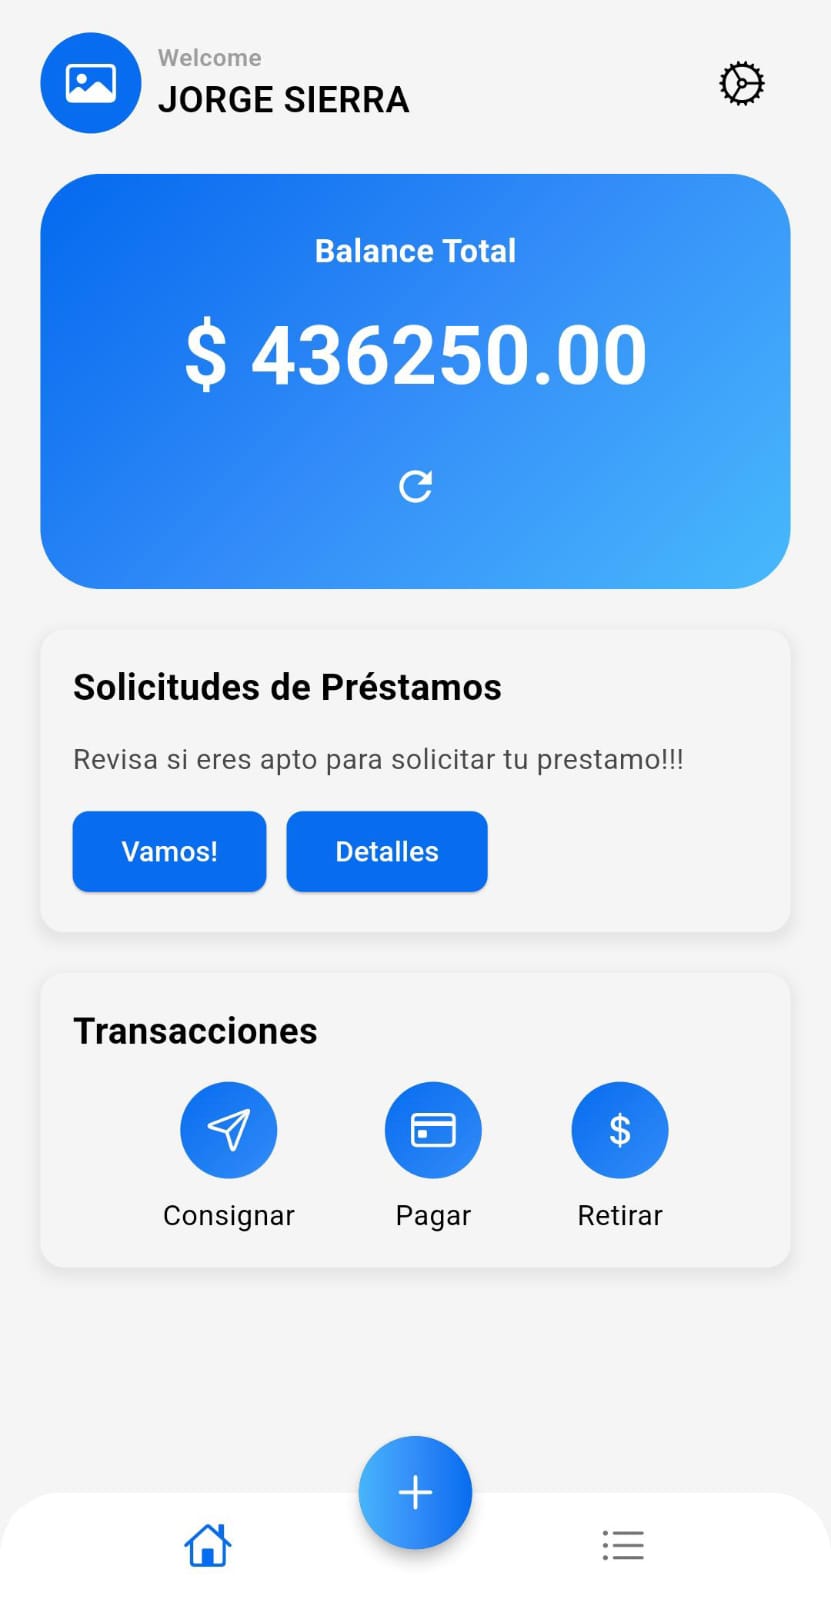 Welcome
JORGE SIERRA
Balance Total
$ 436250.00
Solicitudes de Préstamos
Revisa si eres apto para solicitar tu prestamo!!!
Vamos! Detalles
Transacciones
$
Consignar Pagar Retirar